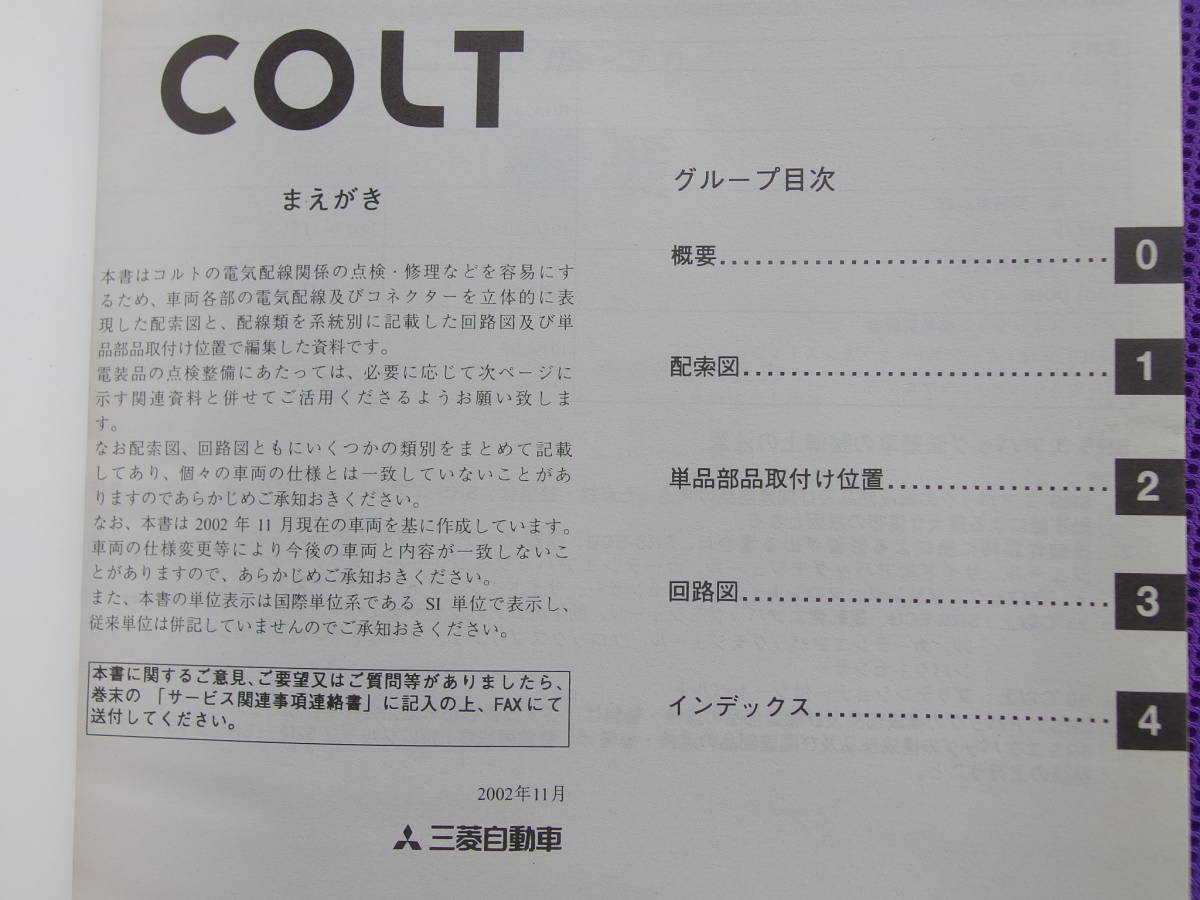 COLT
まえがき
本書はコルトの電気配線関係の点検・修理などを容易にす
るため、車両各部の電気配線及びコネクターを立体的に表
現した配索図と、配線類を系統別に記載した回路図及び単
品部品取付け位置で編集した資料です。
電装品の点検整備にあたっては、必要に応じて次ページに
示す関連資料と併せてご活用くださるようお願い致しま
す。
なお配索図、回路図ともにいくつかの類別をまとめて記載
してあり、個々の車両の仕様とは一致していないことがあ
りますのであらかじめご承知おきください。
なお、本書は 2002 年 11 月現在の車両を基に作成しています。
車両の仕様変更等により今後の車両と内容が一致しないこ
とがありますので、あらかじめご承知おきください。
また、本書の単位表示は国際単位系である SI 単位で表示し、
従来単位は併記していませんのでご承知おきください。
本書に関するご意見、ご要望又はご質問等がありましたら、
巻末の「サービス関連事項連絡書」に記入の上、FAXにて
送付してください。
2002年11月
三菱自動車
グループ目次
概要................................. 0
配索図............................... 1
単品部品取付け位置................... 2
回路図............................... 3
インデックス......................... 4